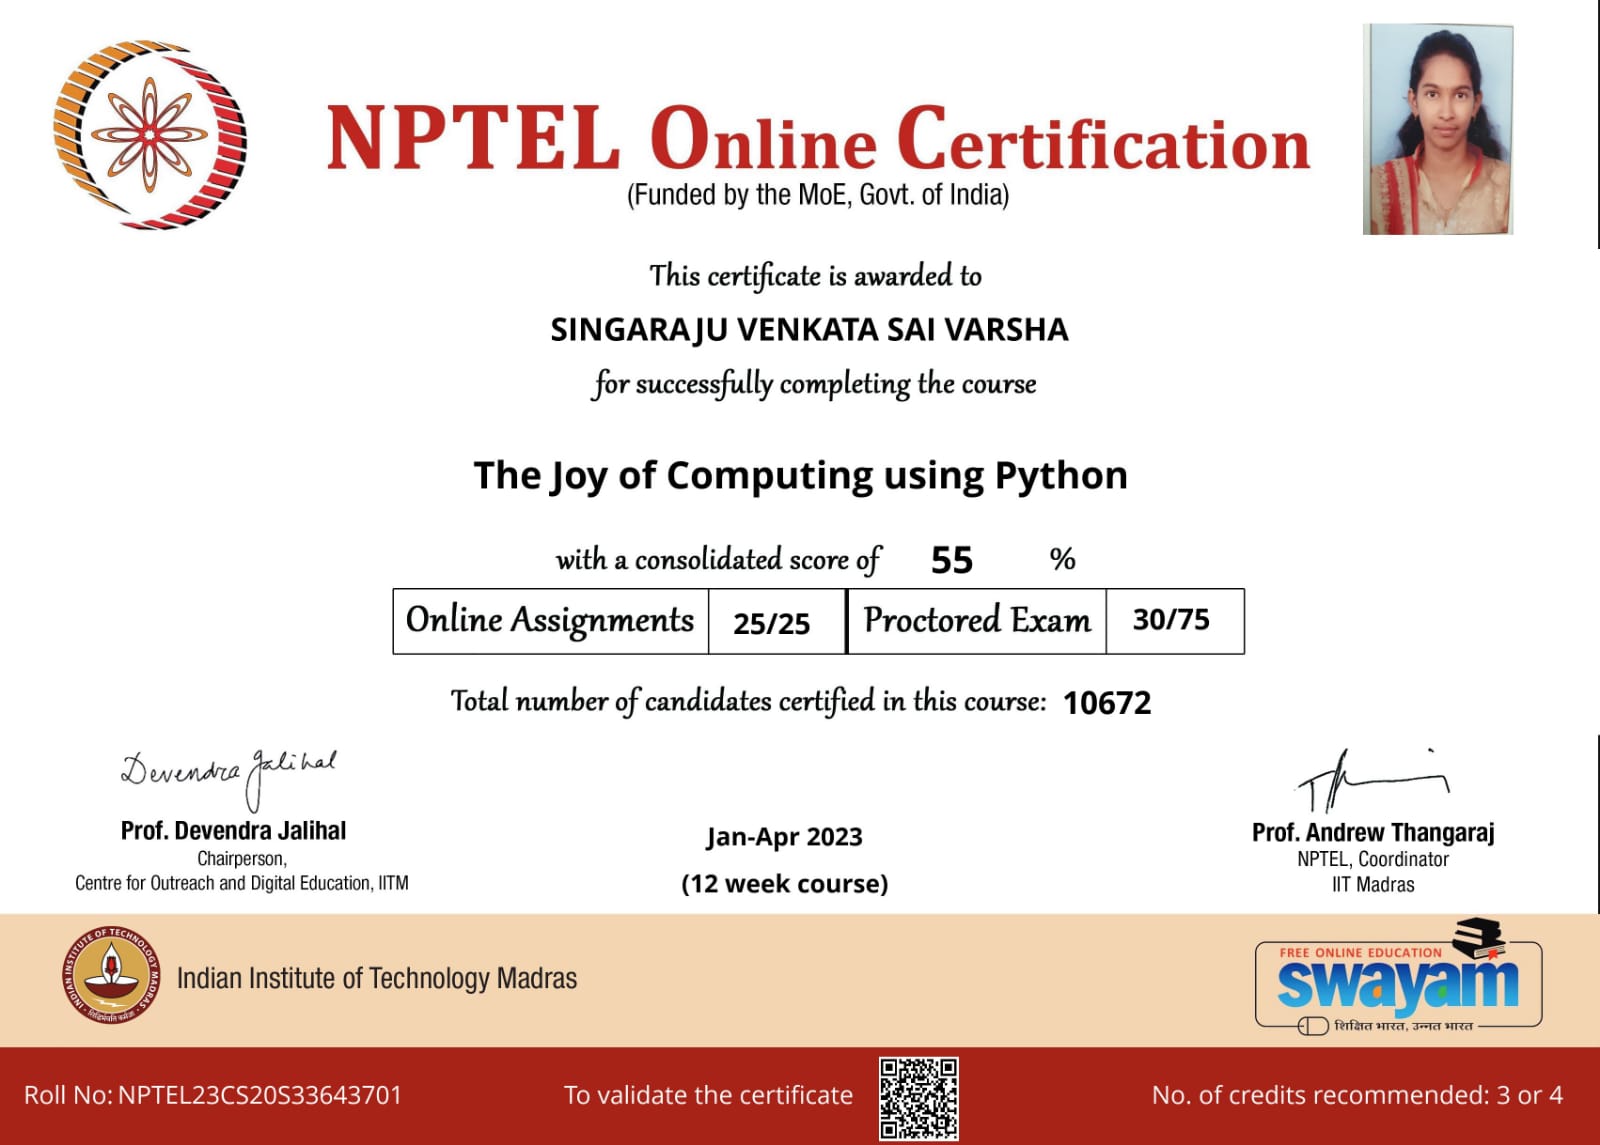 NPTEL Online Certification
(Funded by the MoE, Govt. of India)
This certificate is awarded to
SINGARAJU VENKATA SAI VARSHA
for successfully completing the course
The Joy of Computing using Python
with a consolidated score of 55 %
Online Assignments 25/25 Proctored Exam 30/75
Total number of candidates certified in this course: 10672
Devendra Jalihal
Prof. Devendra Jalihal
Chairperson,
Centre for Outreach and Digital Education, IITM
Jan-Apr 2023
(12 week course)
Prof. Andrew Thangaraj
NPTEL, Coordinator
IIT Madras
INDIAN INSTITUTE OF TECHNOLOGY MADRAS
Indian Institute of Technology Madras
FREE ONLINE EDUCATION
swayam
शिक्षित भारत, उन्नत भारत
Roll No: NPTEL23CS20S33643701
To validate the certificate
No. of credits recommended: 3 or 4